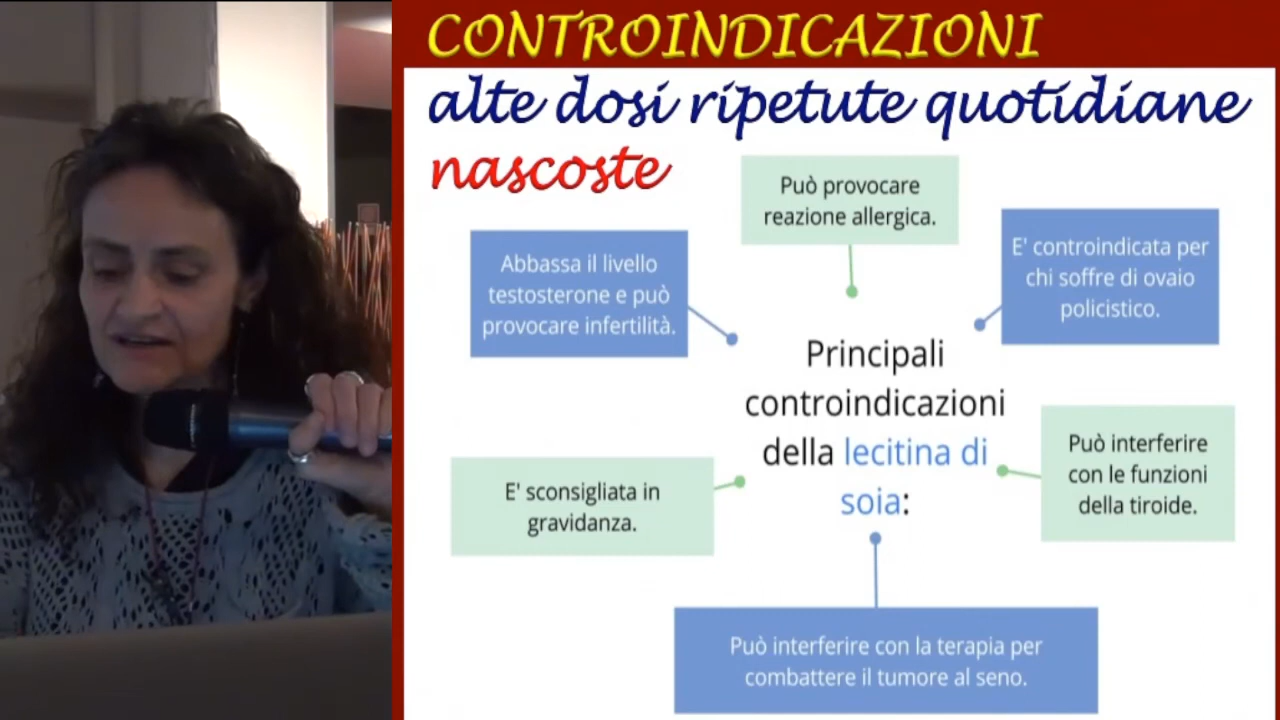 CONTROINDICAZIONI
alte dosi ripetute quotidiane
nascoste
Può provocare
reazione allergica.
Abbassa il livello
testosterone e può
provocare infertilità.
E' controindicata per
chi soffre di ovaio
policistico.
Principali
controindicazioni
della lecitina di
soia:
E' sconsigliata in
gravidanza.
Può interferire
con le funzioni
della tiroide.
Può interferire con la terapia per
combattere il tumore al seno.